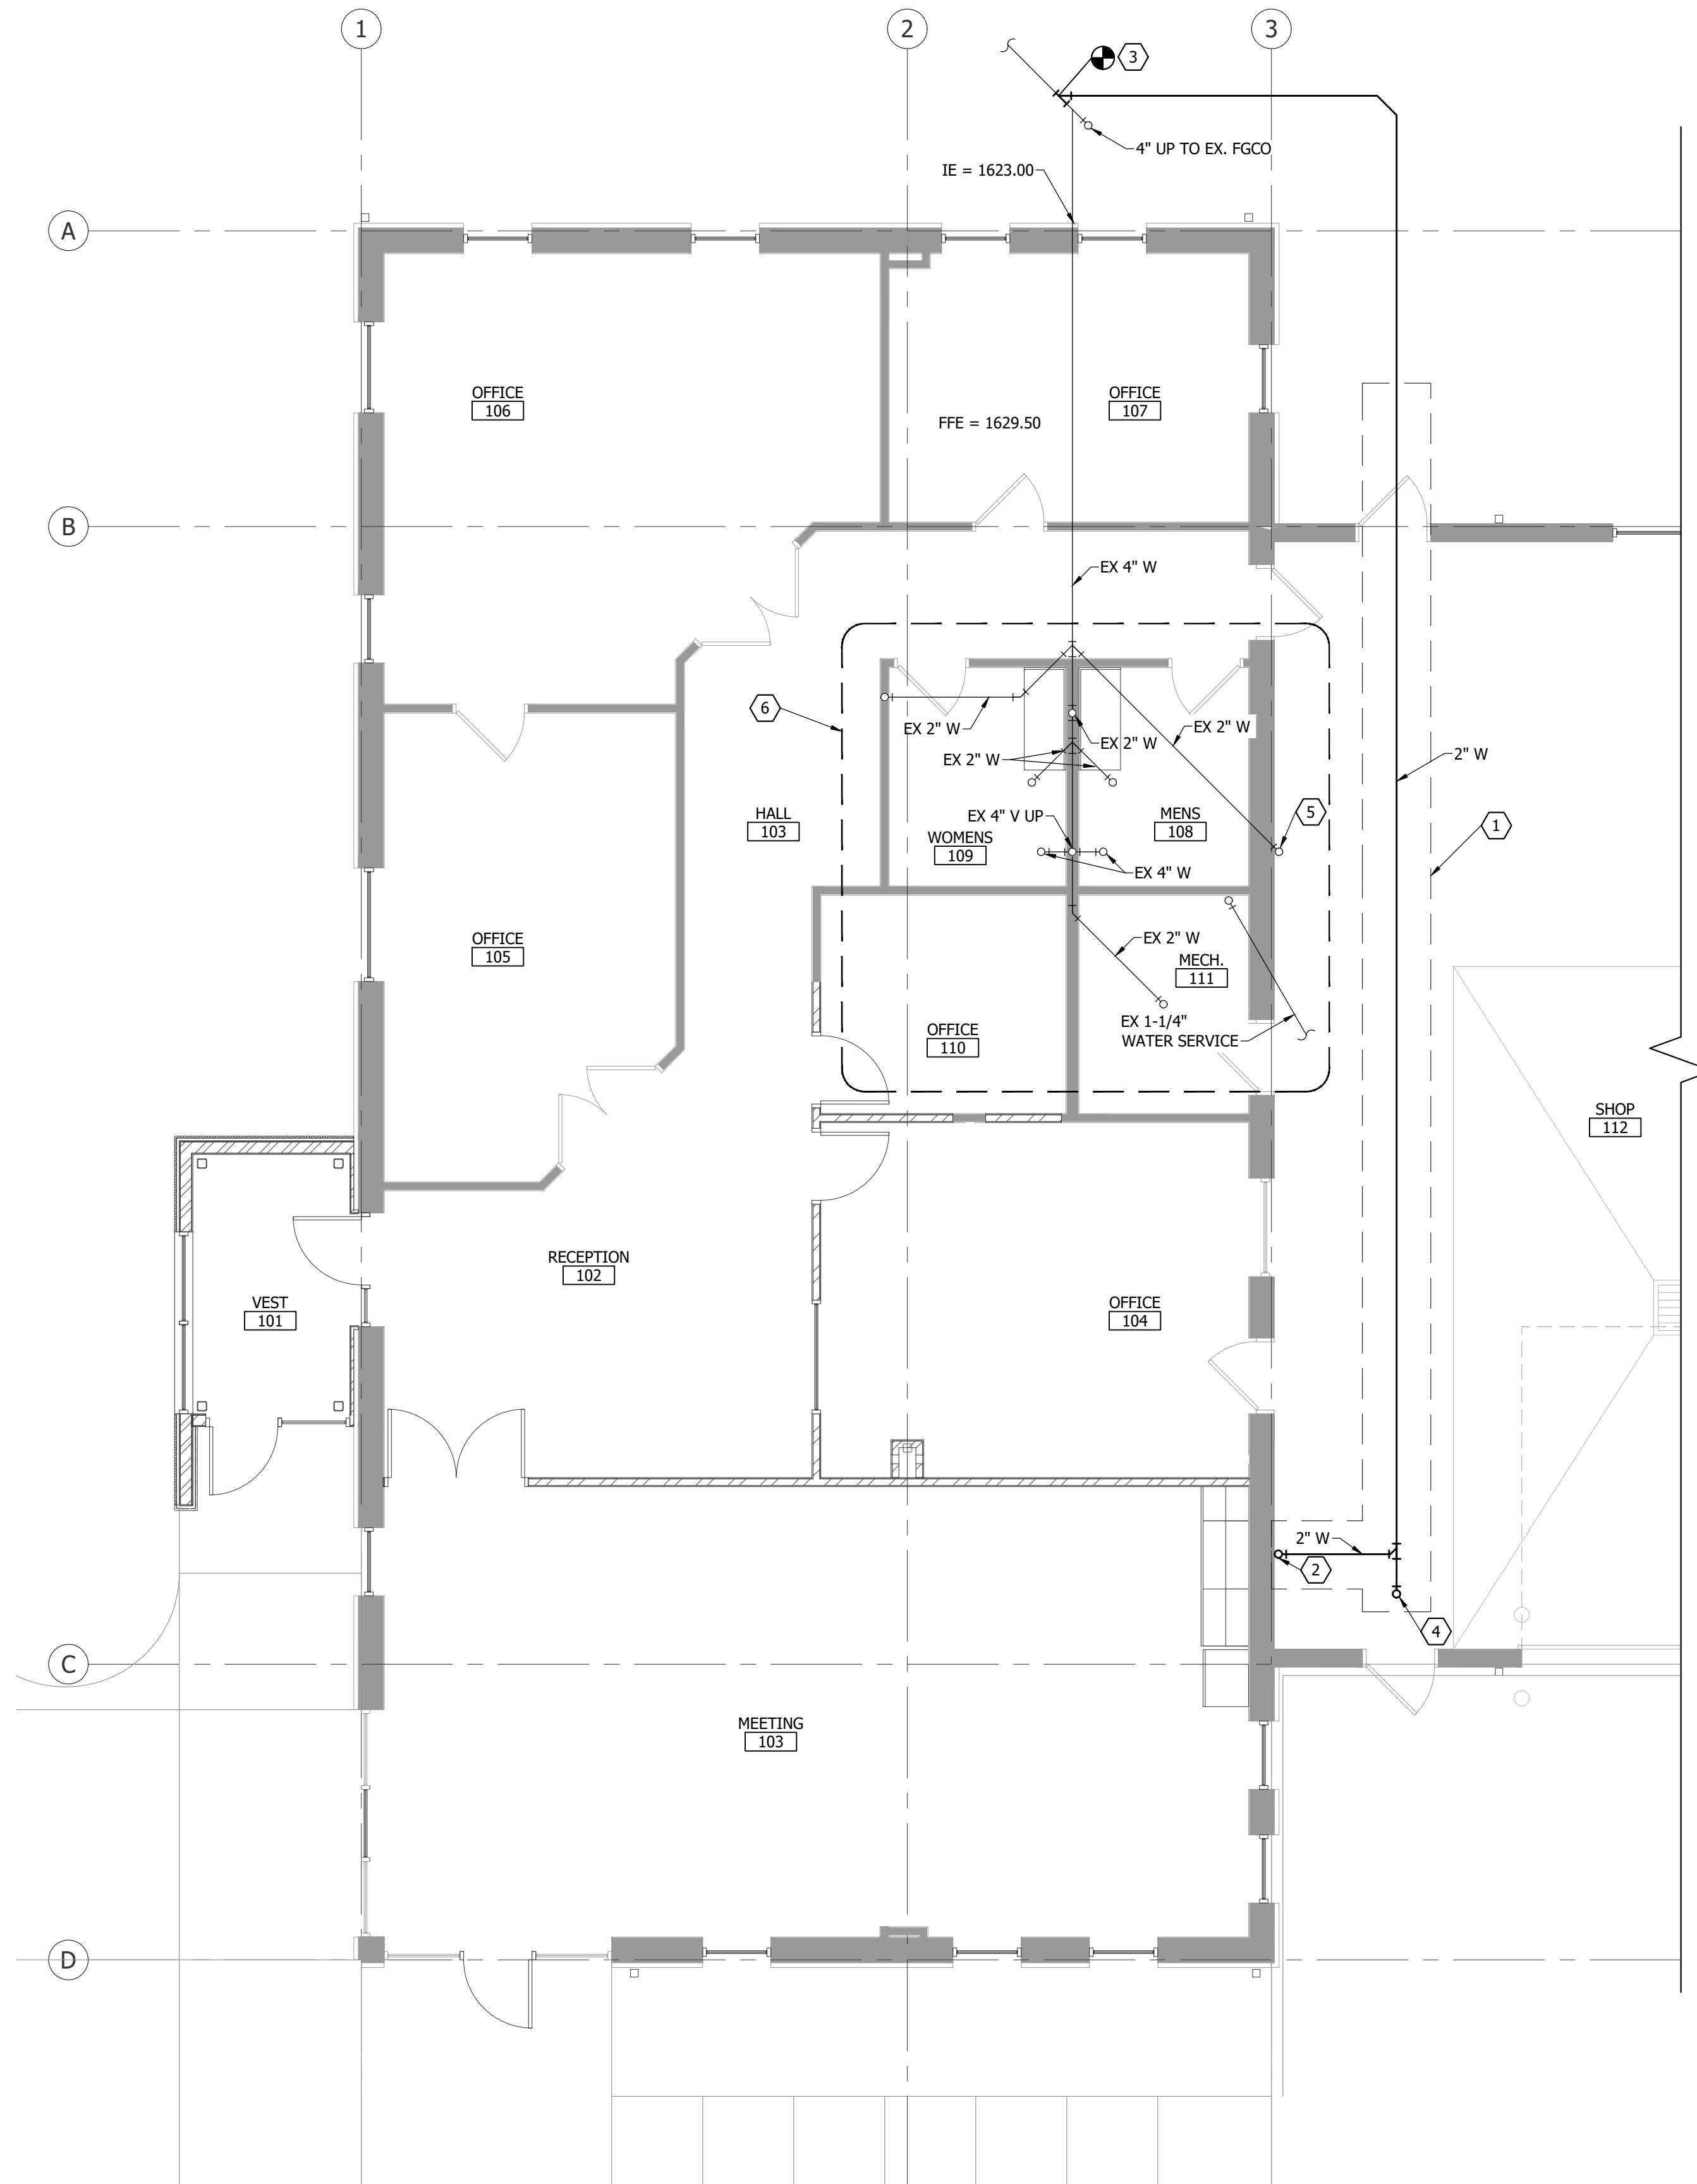 1
2
3
3
4" UP TO EX. FGCO
IE = 1623.00
A
OFFICE
106
OFFICE
107
FFE = 1629.50
B
EX 4" W
6
EX 2" W
EX 2" W
EX 2" W
EX 2" W
2" W
HALL
103
EX 4" V UP
WOMENS
109
MENS
108
5
1
EX 4" W
OFFICE
105
EX 2" W
MECH.
111
EX 1-1/4"
WATER SERVICE
OFFICE
110
SHOP
112
RECEPTION
102
VEST
101
OFFICE
104
2" W
2
4
C
MEETING
103
D